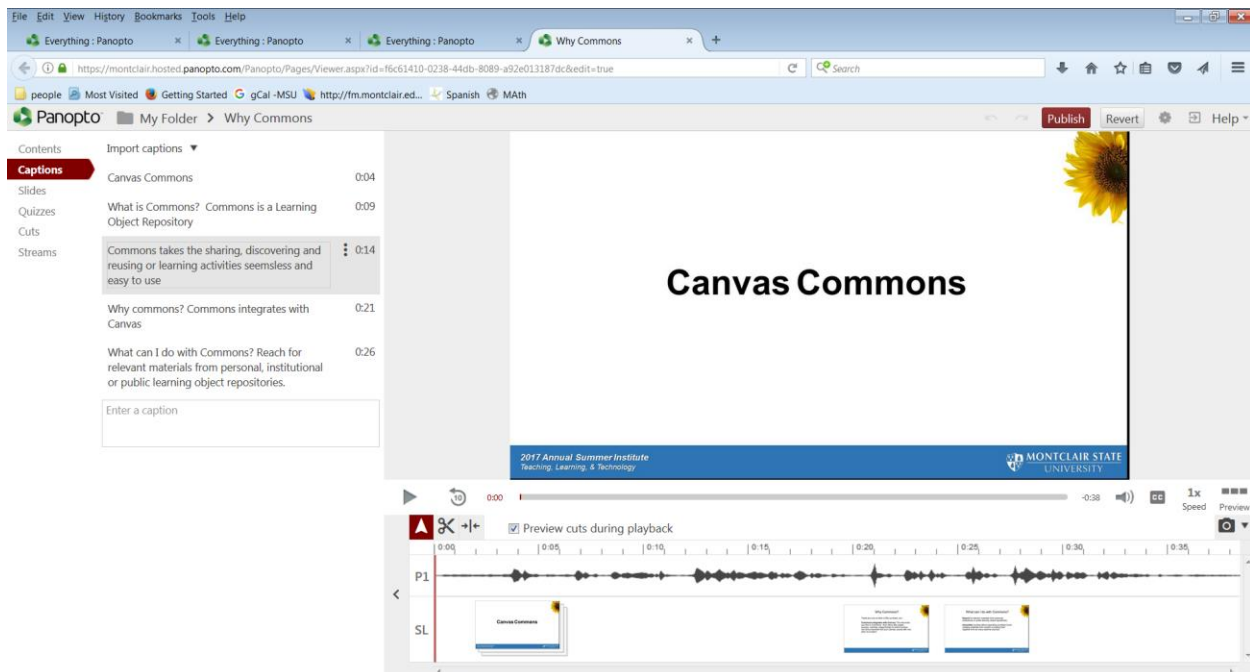 File Edit View History Bookmarks Tools Help
Everything : Panopto
Everything : Panopto
Everything : Panopto
Why Commons
https://montclair.hosted.panopto.com/Panopto/Pages/Viewer.aspx?id=f6c61410-0238-44db-8089-a92e013187dc&edit=true
Search
people Most Visited Getting Started gCal -MSU http://fm.montclair.ed... Spanish MAth
Panopto My Folder > Why Commons
Publish Revert Help
Contents
Captions
Slides
Quizzes
Cuts
Streams
Import captions
Canvas Commons 0:04
What is Commons? Commons is a Learning 0:09
Object Repository
Commons takes the sharing, discovering and 0:14
reusing or learning activities seemsless and
easy to use
Why commons? Commons integrates with 0:21
Canvas
What can I do with Commons? Reach for 0:26
relevant materials from personal, institutional
or public learning object repositories.
Enter a caption
Canvas Commons
2017 Annual Summer Institute
Teaching, Learning, & Technology
MONTCLAIR STATE
UNIVERSITY
10 0:00 -0:38 CC 1x
Speed Preview
Preview cuts during playback
0:00 0:05 0:10 0:15 0:20 0:25 0:30 0:35
P1
SL
Canvas Commons
Why Commons?
What can I do with Commons?